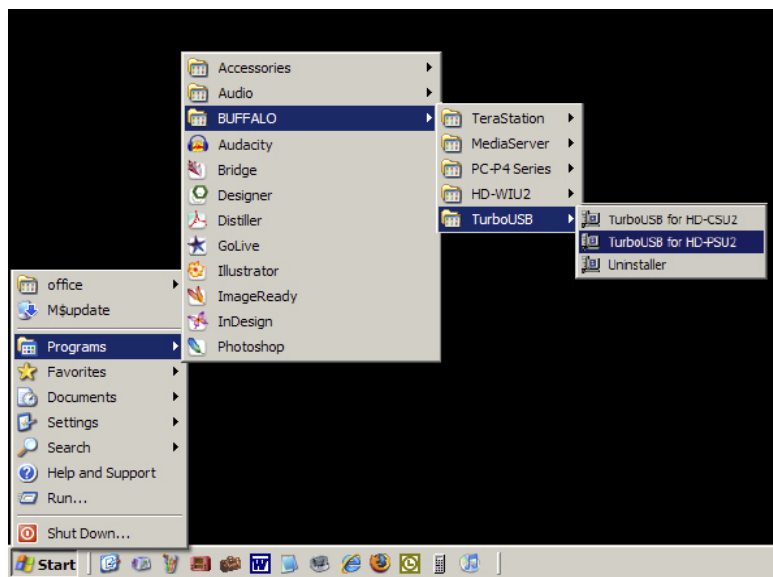 Accessories
Audio
BUFFALO
Audacity
Bridge
Designer
Distiller
GoLive
Illustrator
ImageReady
InDesign
Photoshop
TeraStation
MediaServer
PC-P4 Series
HD-WIU2
TurboUSB
TurboUSB for HD-CSU2
TurboUSB for HD-PSU2
Uninstaller
office
M$update
Programs
Favorites
Documents
Settings
Search
Help and Support
Run...
Shut Down...
Start